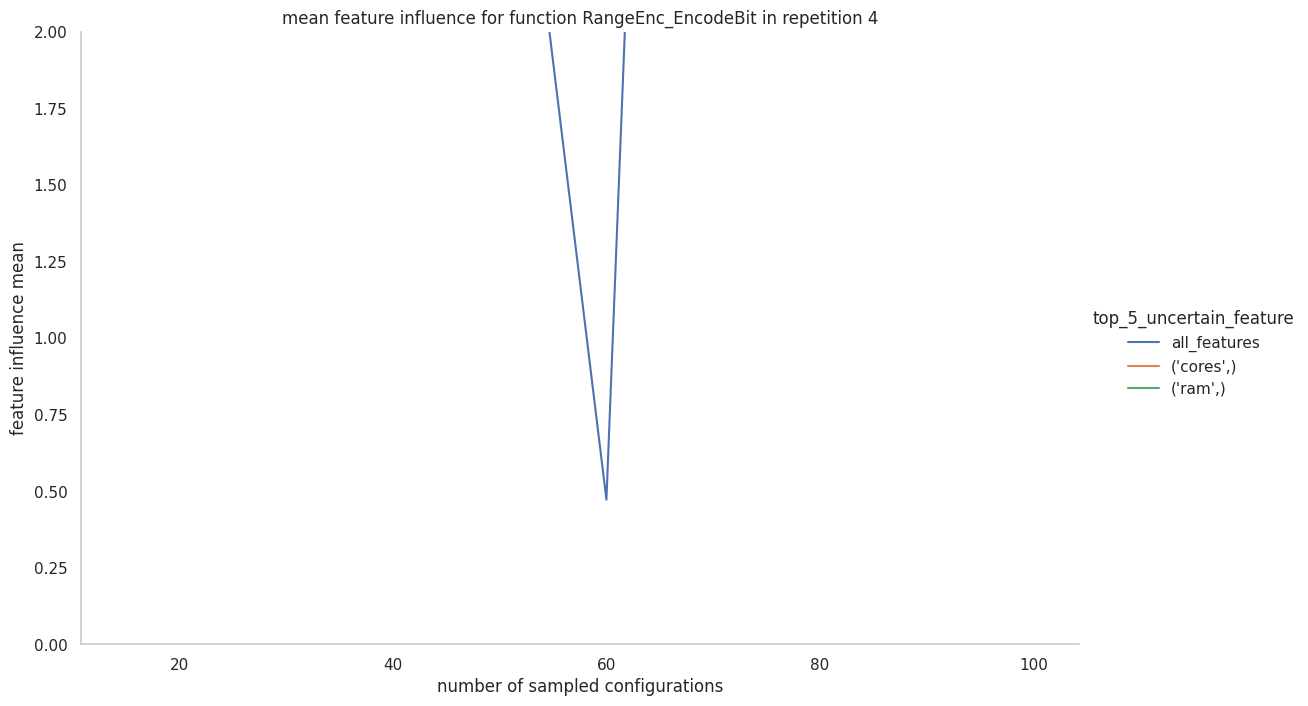 mean feature influence for function RangeEnc_EncodeBit in repetition 4
2.00
1.75
1.50
1.25
1.00
0.75
0.50
0.25
0.00
feature influence mean
20 40 60 80 100
number of sampled configurations
top_5_uncertain_feature
all_features
('cores',)
('ram',)